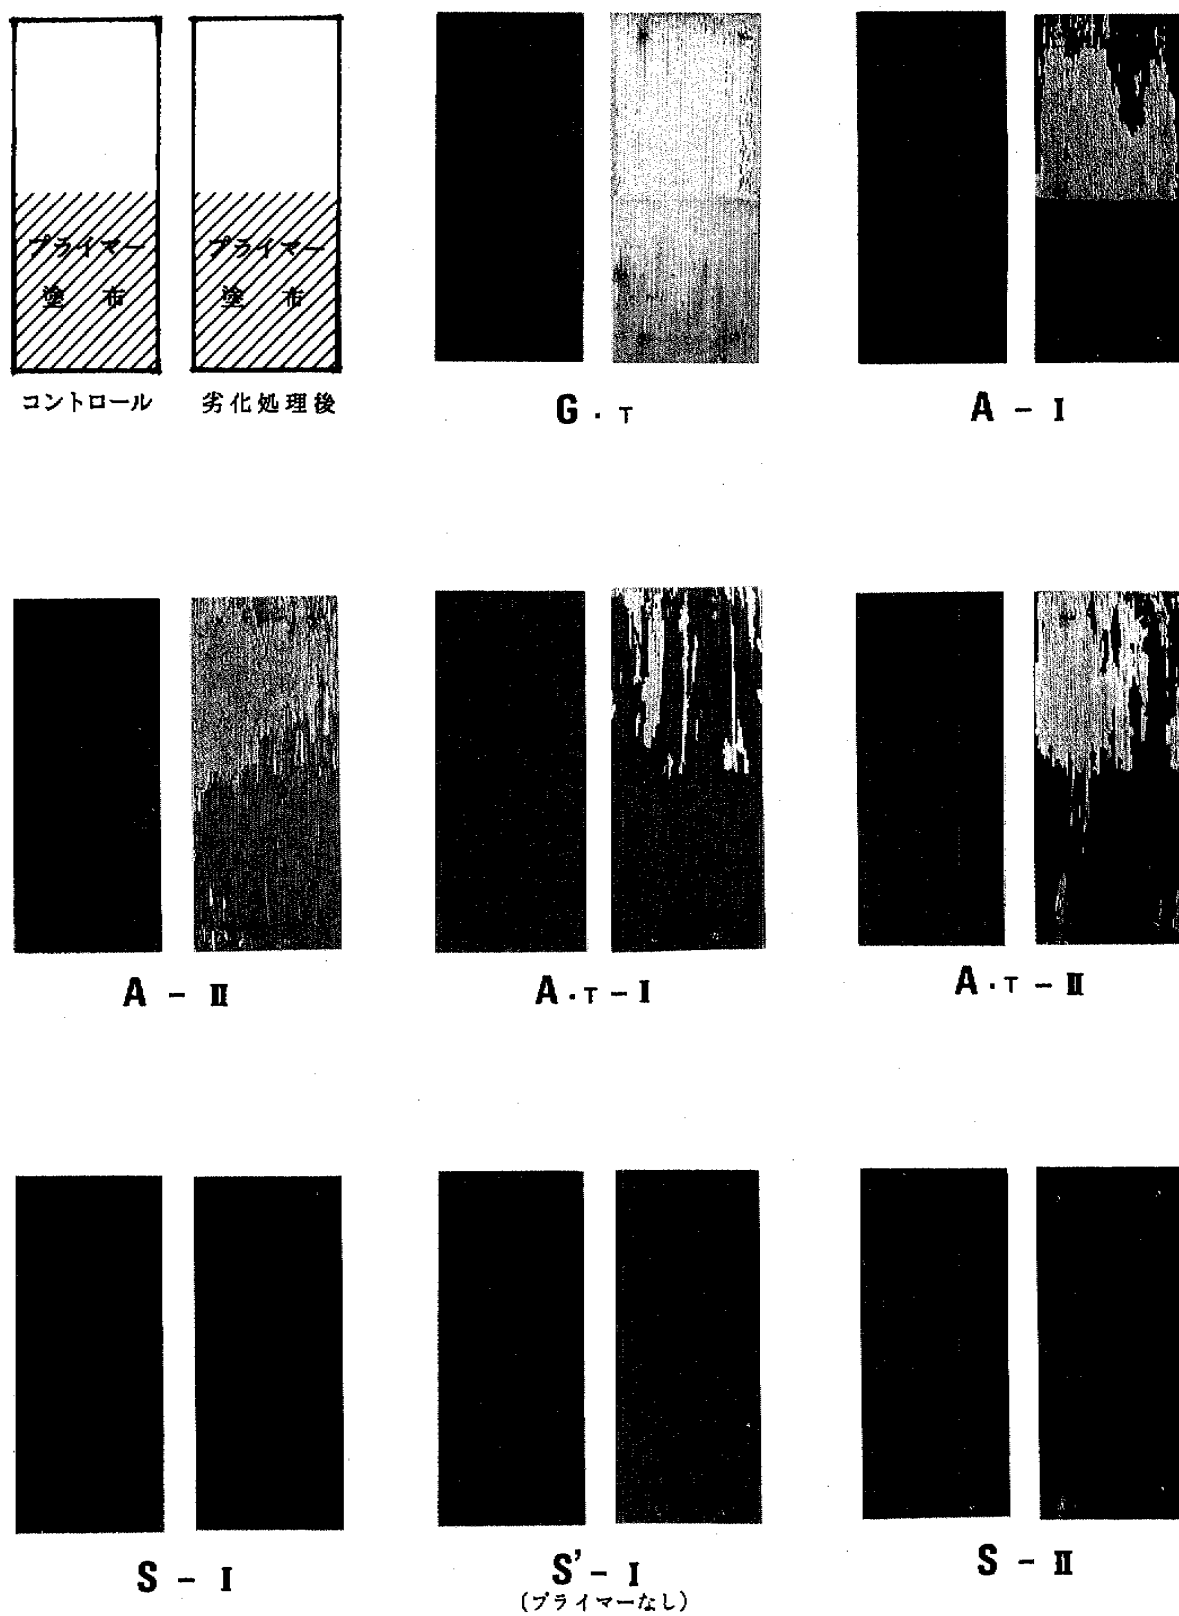 プライマー
塗 布
プライマー
塗 布
コントロール
劣化処理後
G・T
A - I
A - II
A・T - I
A・T - II
S - I
S' - I
(プライマーなし)
S - II